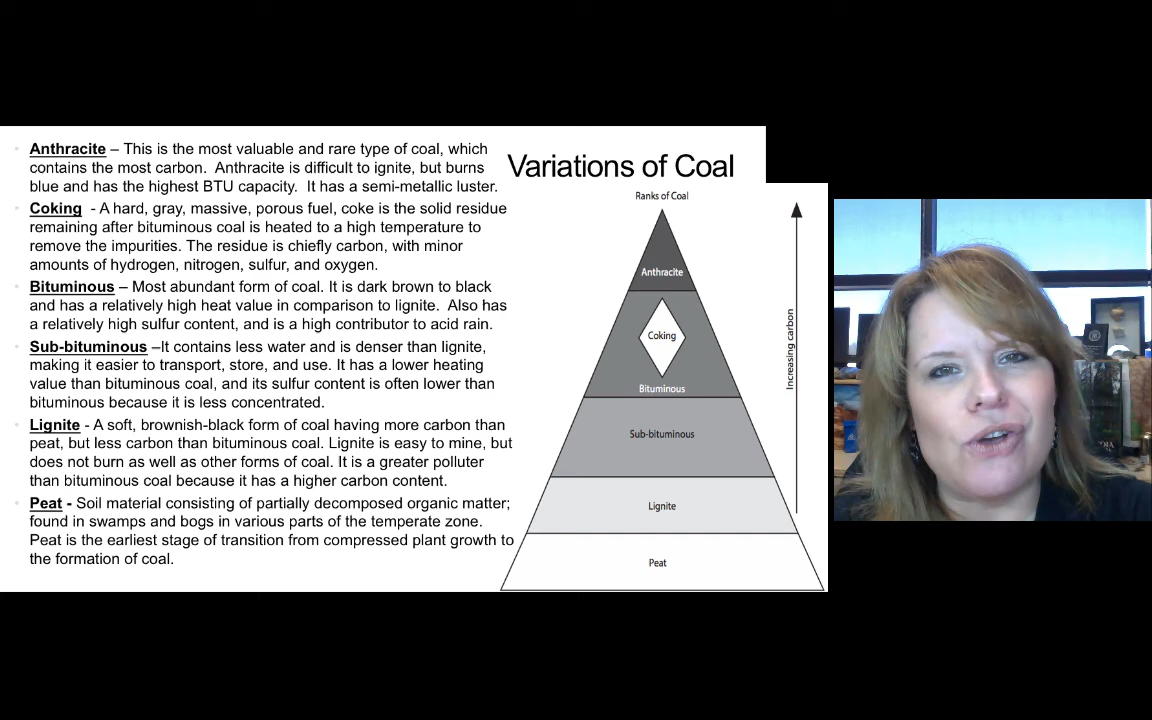 Variations of Coal
Anthracite – This is the most valuable and rare type of coal, which
contains the most carbon. Anthracite is difficult to ignite, but burns
blue and has the highest BTU capacity. It has a semi-metallic luster.
Coking - A hard, gray, massive, porous fuel, coke is the solid residue
remaining after bituminous coal is heated to a high temperature to
remove the impurities. The residue is chiefly carbon, with minor
amounts of hydrogen, nitrogen, sulfur, and oxygen.
Bituminous – Most abundant form of coal. It is dark brown to black
and has a relatively high heat value in comparison to lignite. Also has
a relatively high sulfur content, and is a high contributor to acid rain.
Sub-bituminous –It contains less water and is denser than lignite,
making it easier to transport, store, and use. It has a lower heating
value than bituminous coal, and its sulfur content is often lower than
bituminous because it is less concentrated.
Lignite - A soft, brownish-black form of coal having more carbon than
peat, but less carbon than bituminous coal. Lignite is easy to mine, but
does not burn as well as other forms of coal. It is a greater polluter
than bituminous coal because it has a higher carbon content.
Peat - Soil material consisting of partially decomposed organic matter;
found in swamps and bogs in various parts of the temperate zone.
Peat is the earliest stage of transition from compressed plant growth to
the formation of coal.
Ranks of Coal
Anthracite
Coking
Bituminous
Sub-bituminous
Lignite
Peat
Increasing carbon